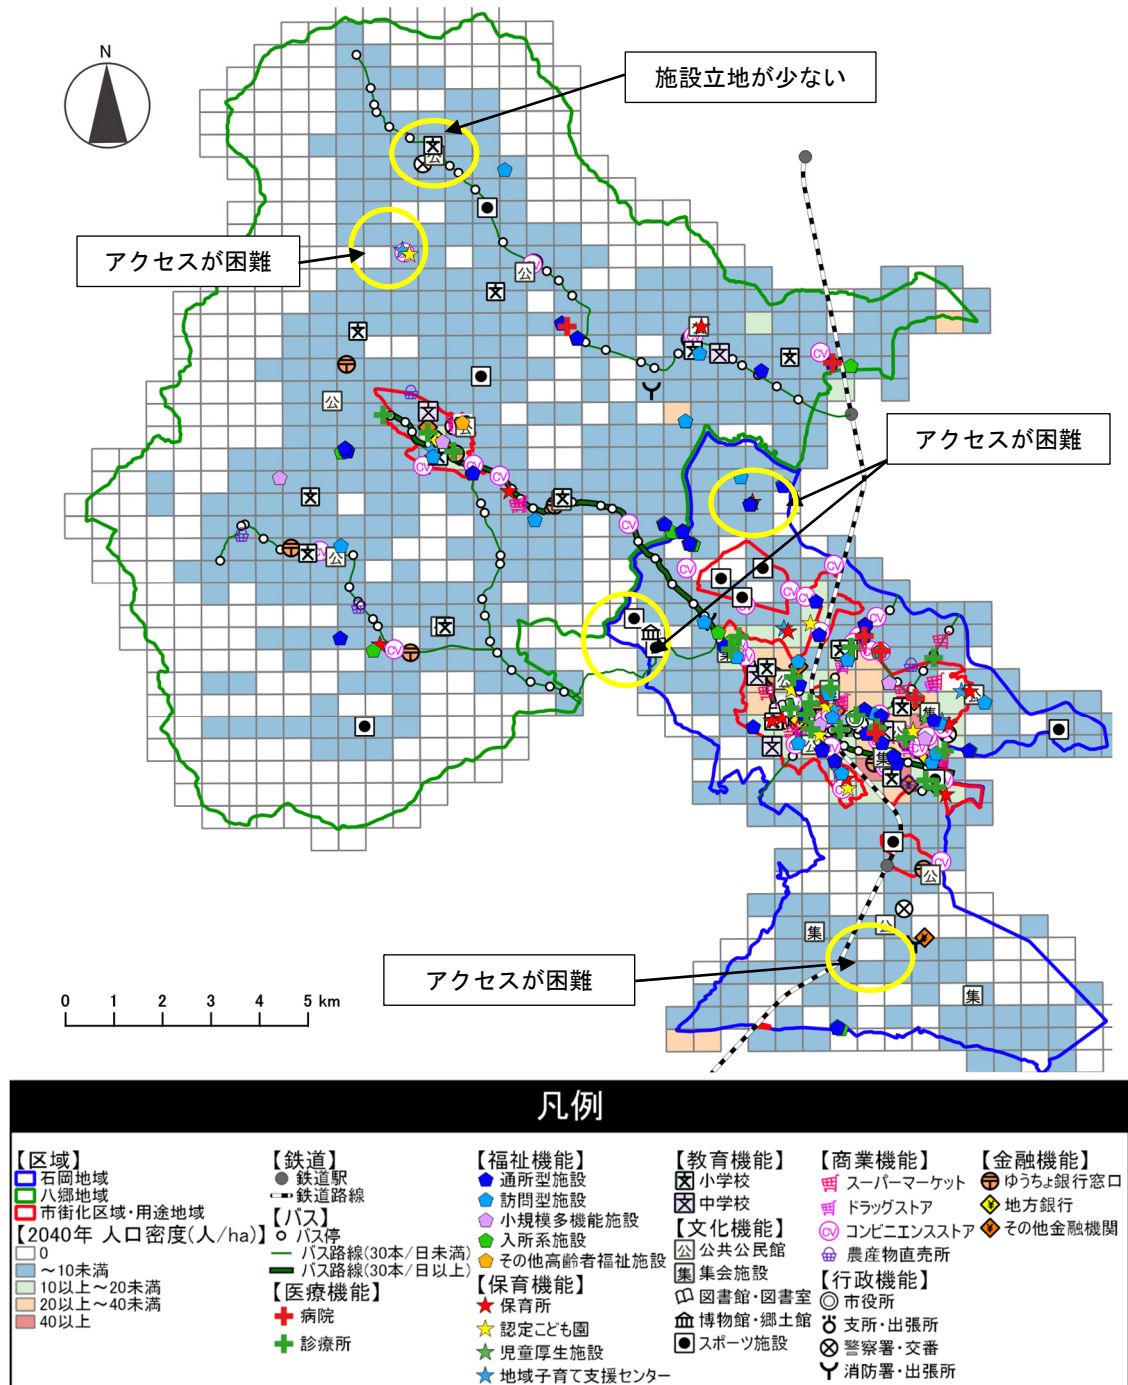 N
施設立地が少ない
アクセスが困難
アクセスが困難
アクセスが困難
0 1 2 3 4 5 km
凡例
【区域】
石岡地域
八郷地域
市街化区域・用途地域
【2040年 人口密度(人/ha)】
0
～10未満
10以上～20未満
20以上～40未満
40以上
【鉄道】
鉄道駅
鉄道路線
【バス】
バス停
バス路線(30本/日未満)
バス路線(30本/日以上)
【医療機能】
病院
診療所
【福祉機能】
通所型施設
訪問型施設
小規模多機能施設
入所系施設
その他高齢者福祉施設
【保育機能】
保育所
認定こども園
児童厚生施設
地域子育て支援センター
【教育機能】
小学校
中学校
【文化機能】
公 公共公民館
集 集会施設
図書館・図書室
博物館・郷土館
スポーツ施設
【商業機能】
スーパーマーケット
ドラッグストア
CV コンビニエンスストア
農産物直売所
【行政機能】
市役所
支所・出張所
警察署・交番
消防署・出張所
【金融機能】
ゆうちょ銀行窓口
地方銀行
その他金融機関